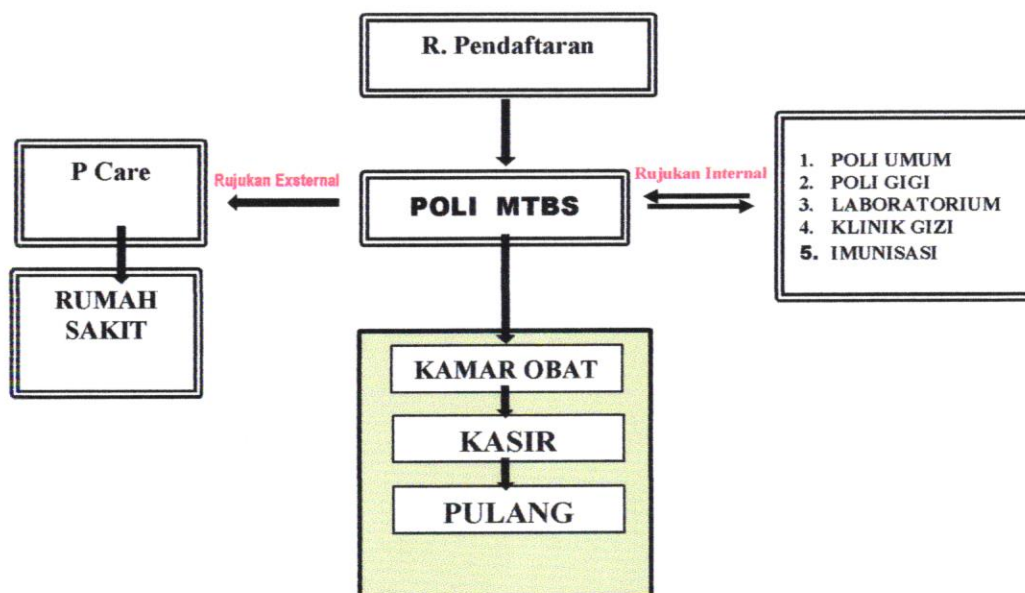 R. Pendaftaran
P Care
Rujukan Exsternal
POLI MTBS
Rujukan Internal
1. POLI UMUM
2. POLI GIGI
3. LABORATORIUM
4. KLINIK GIZI
5. IMUNISASI
RUMAH
SAKIT
KAMAR OBAT
KASIR
PULANG